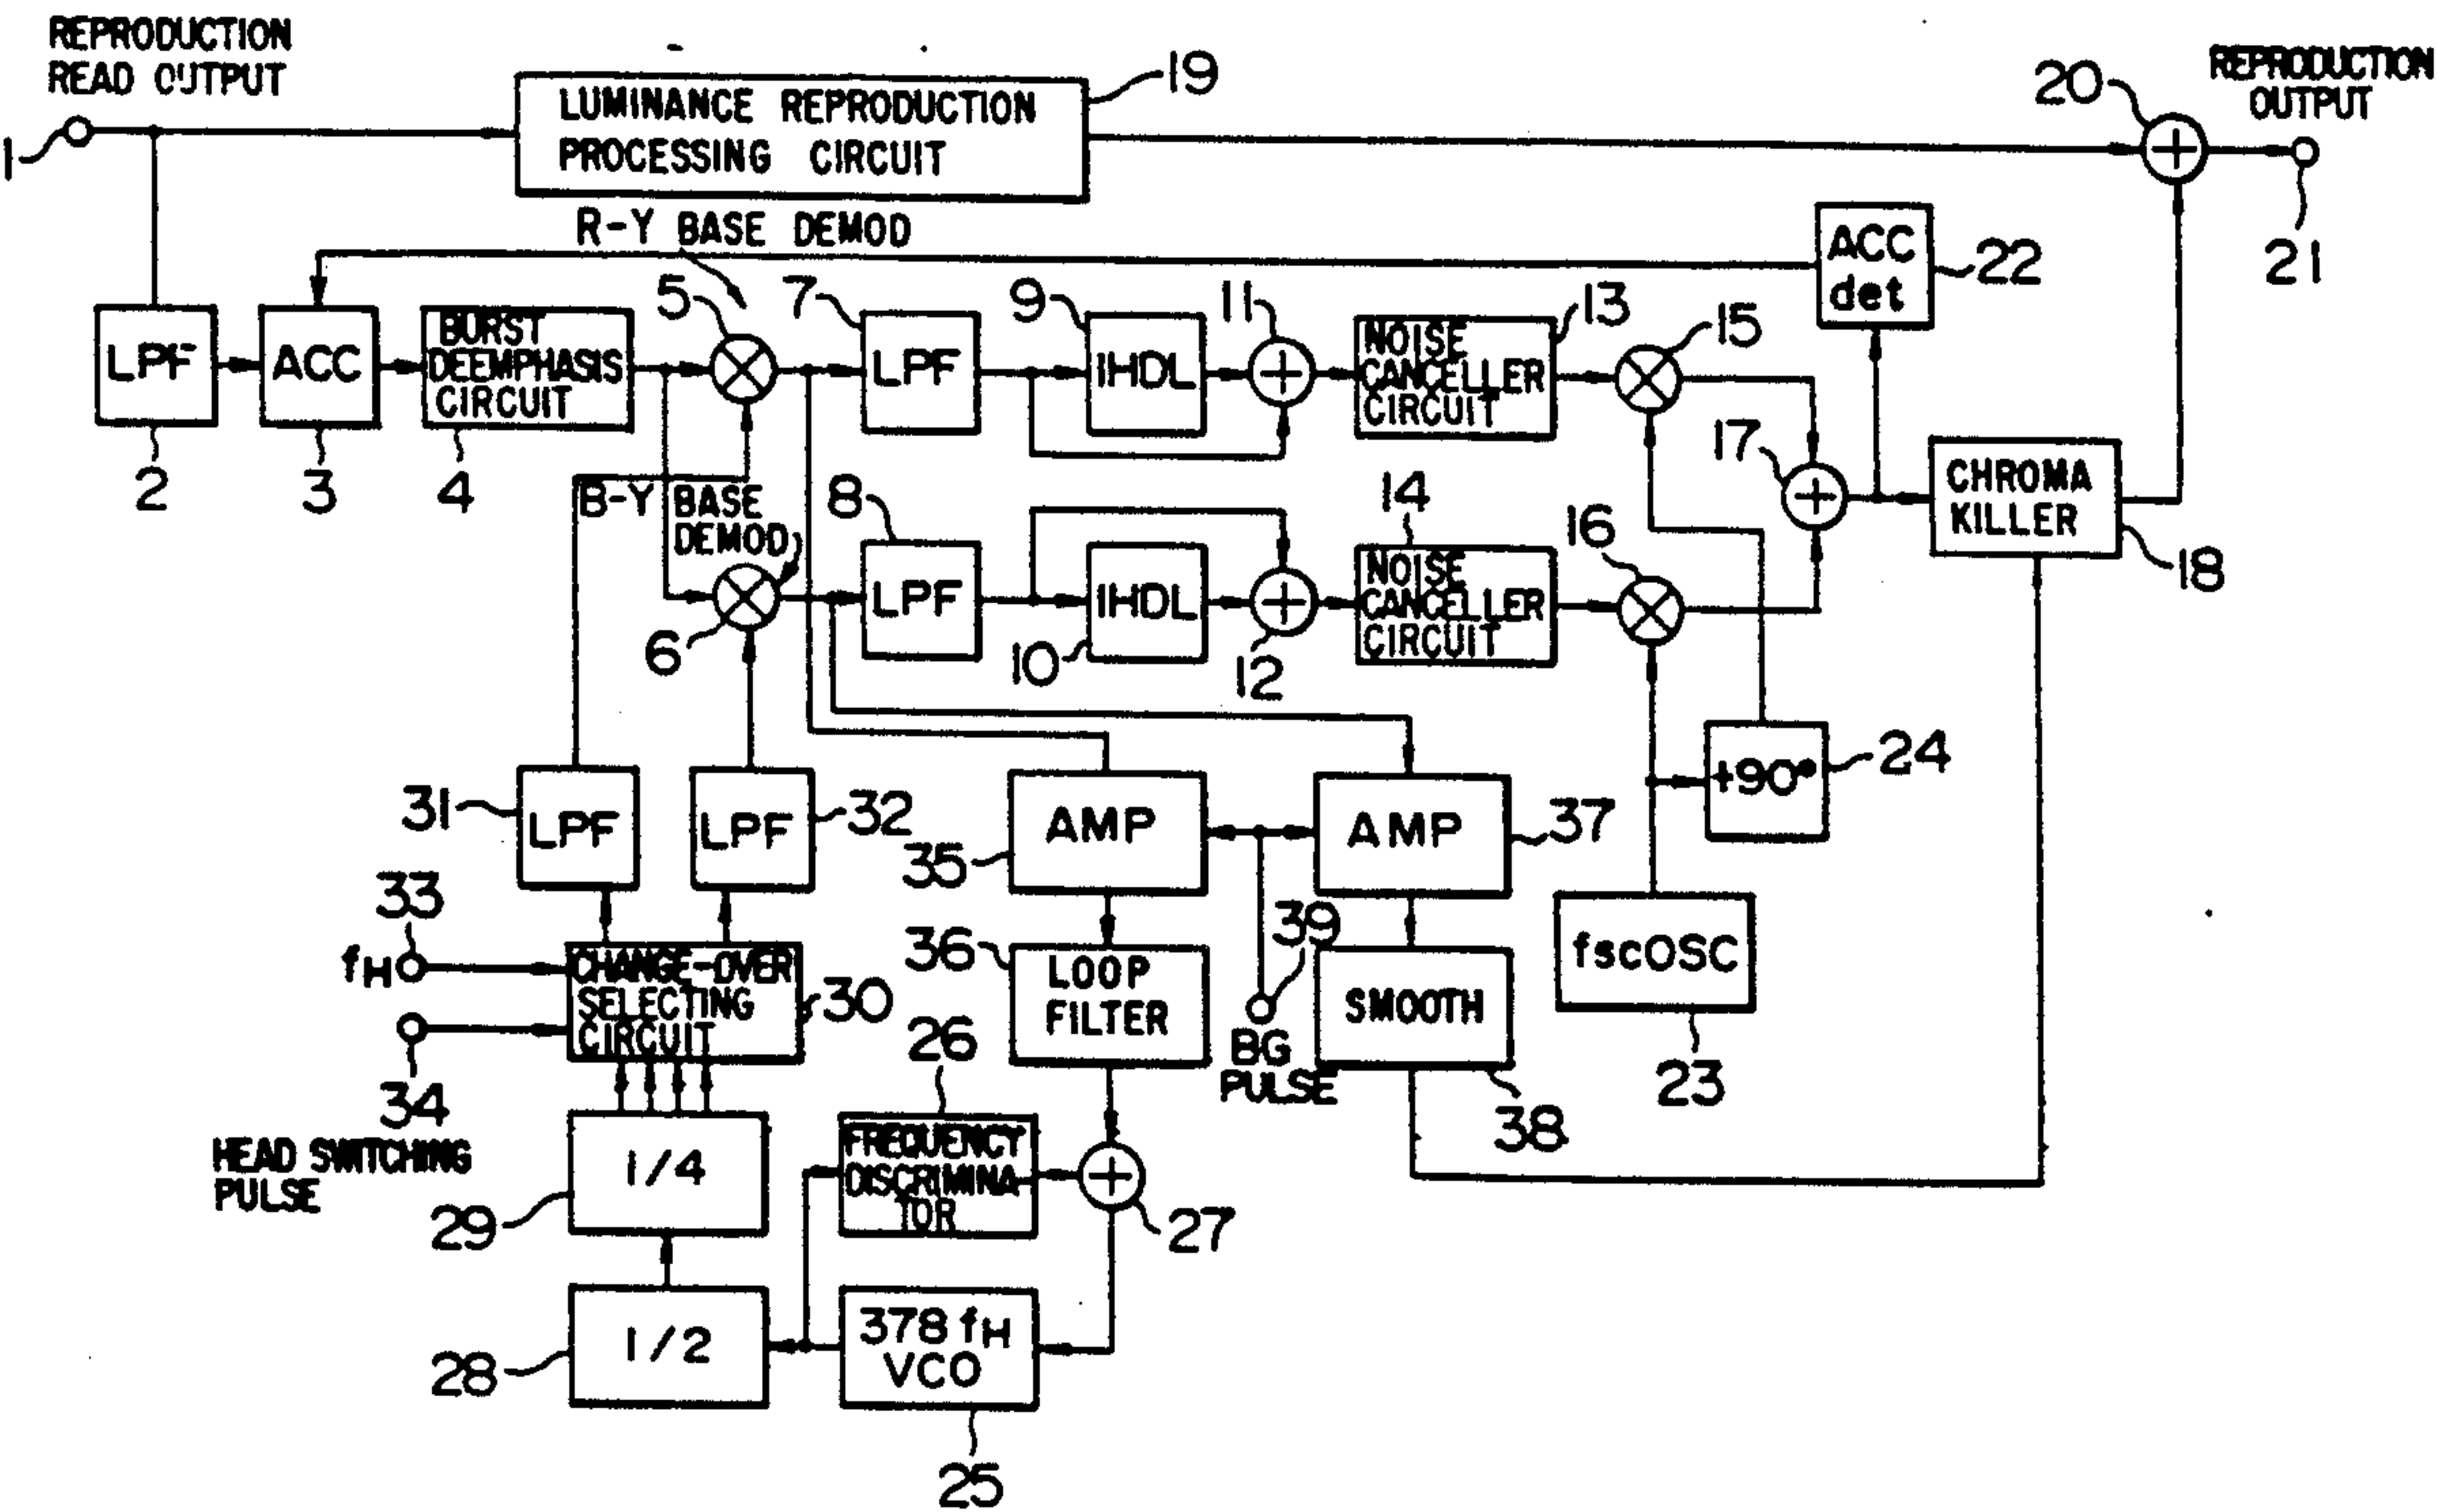 REPRODUCTION
READ OUTPUT
1
LUMINANCE REPRODUCTION
PROCESSING CIRCUIT
19
20
REPRODUCTION
OUTPUT
21
R-Y BASE DEMOD
ACC
det
22
LPF
2
ACC
3
BURST
DEEMPHASIS
CIRCUIT
4
5
7
LPF
9
1HDL
11
NOISE
CANCELLER
CIRCUIT
13
15
17
CHROMA
KILLER
18
B-Y BASE
DEMOD
6
8
LPF
1HDL
10
12
14
NOISE
CANCELLER
CIRCUIT
16
+90°
24
31
LPF
LPF
32
35
AMP
AMP
37
33
fH
34
HEAD SWITCHING
PULSE
CHANGE-OVER
SELECTING
CIRCUIT
30
36
LOOP
FILTER
39
BG
PULSE
SMOOTH
38
fscOSC
23
1/4
29
26
FREQUENCY
DISCRIMINA
TOR
27
1/2
28
378 fH
VCO
25